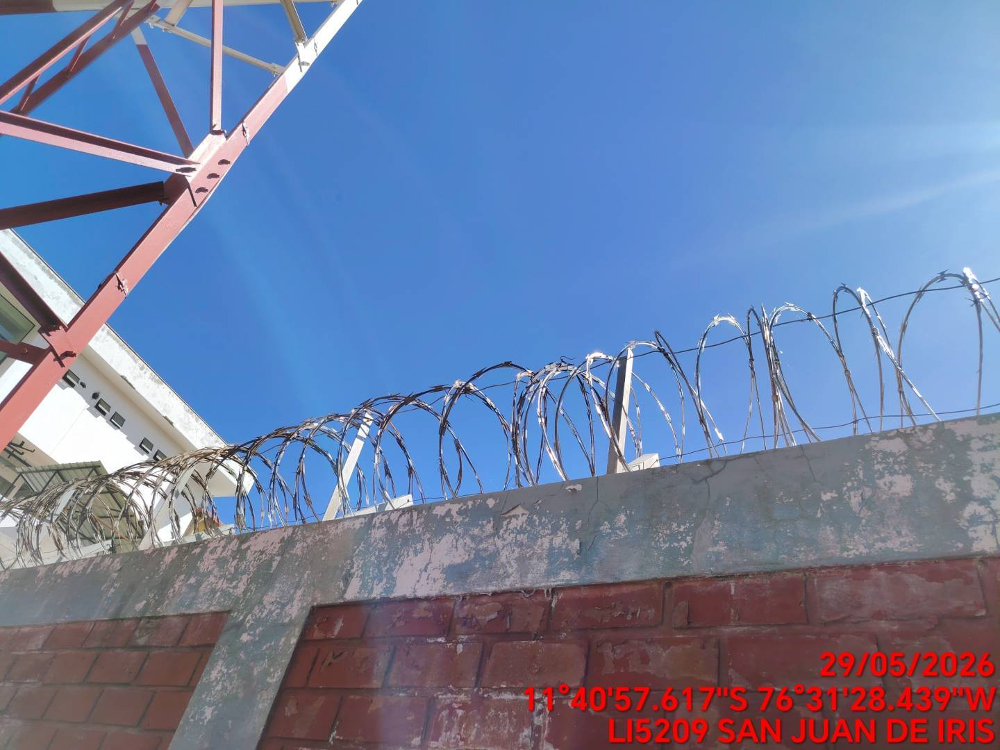 29/05/2026
11°40'57.617"S 76°31'28.439"W
LI5209 SAN JUAN DE IRIS